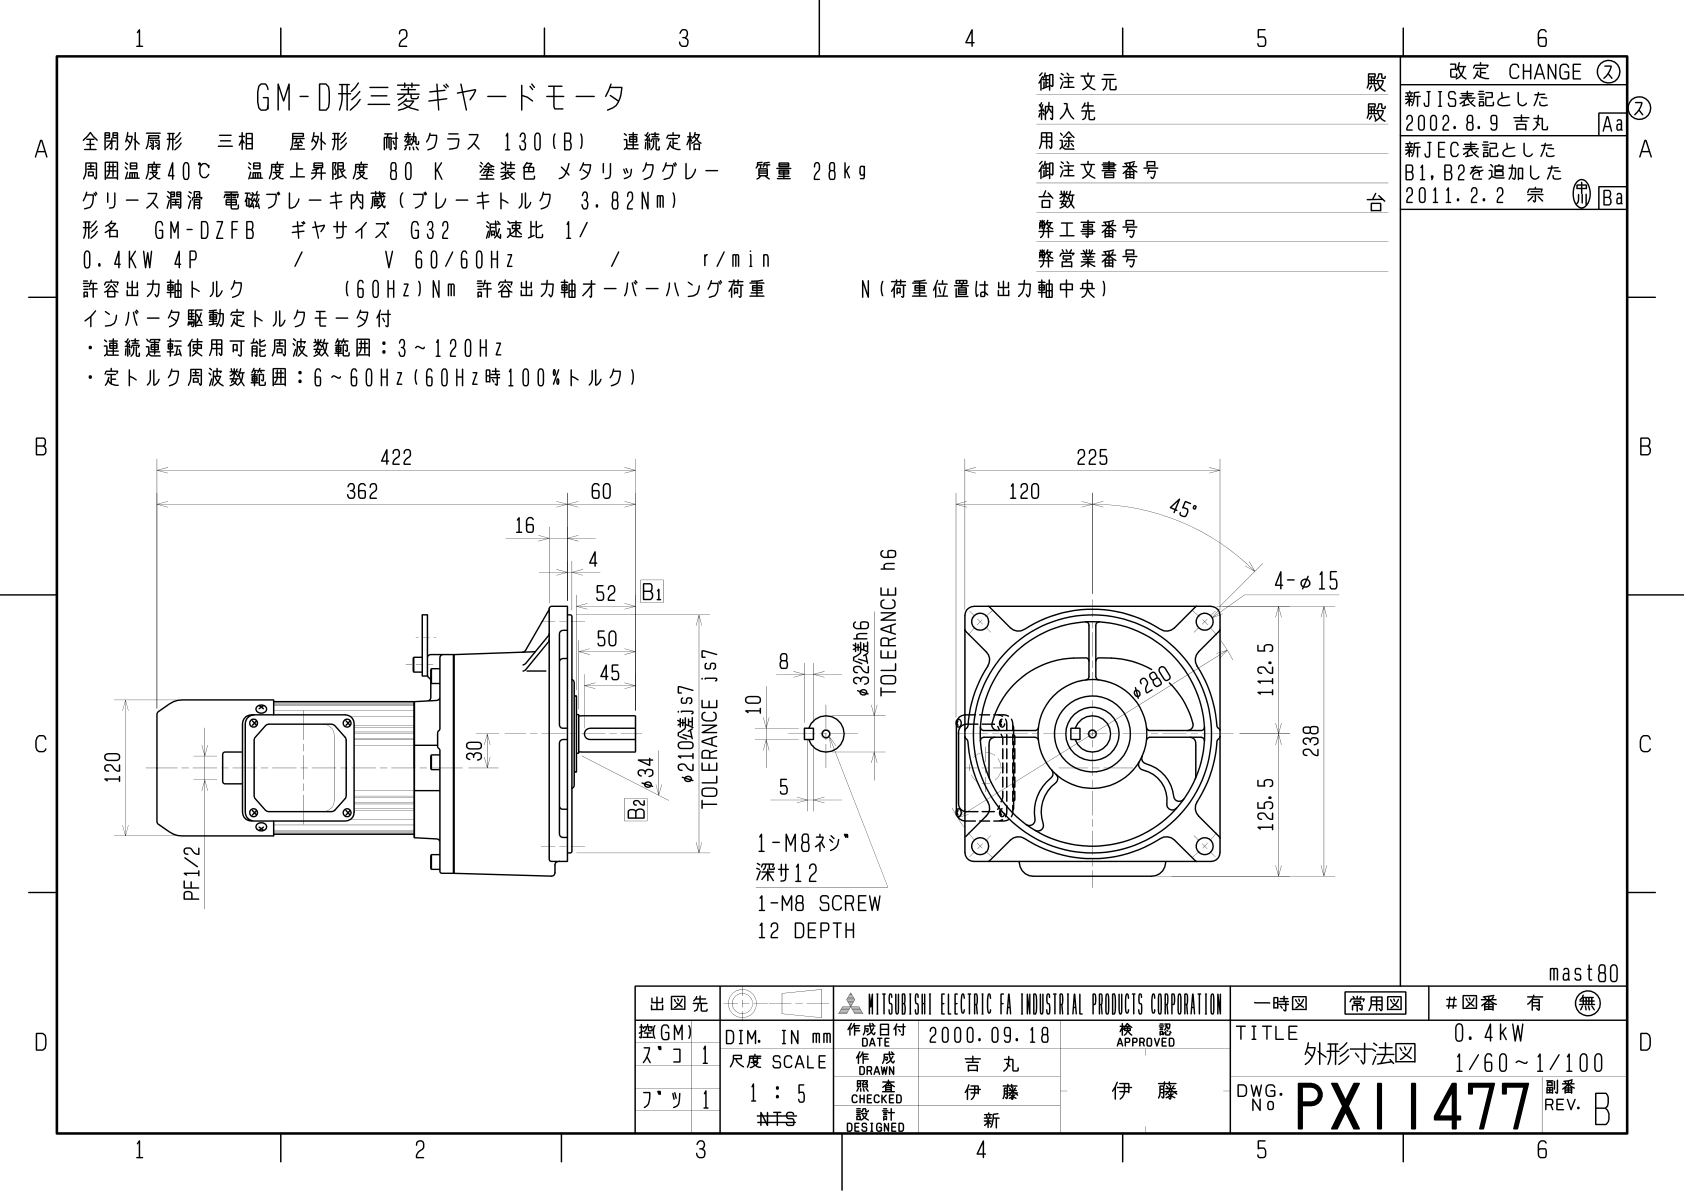 1 2 3 4 5 6
GM-D形三菱ギヤードモータ
全閉外扇形 三相 屋外形 耐熱クラス 130(B) 連続定格
周囲温度40℃ 温度上昇限度 80 K 塗装色 メタリックグレー 質量 28kg
グリース潤滑 電磁ブレーキ内蔵(ブレーキトルク 3.82Nm)
形名 GM-DZFB ギヤサイズ G32 減速比 1/
0.4KW 4P / V 60/60Hz / r/min
許容出力軸トルク (60Hz)Nm 許容出力軸オーバーハング荷重 N(荷重位置は出力軸中央)
インバータ駆動定トルクモータ付
・連続運転使用可能周波数範囲：3～120Hz
・定トルク周波数範囲：6～60Hz(60Hz時100%トルク)
御注文元 殿
納入先 殿
用途
御注文書番号
台数 台
弊工事番号
弊営業番号
改定 CHANGE ス
新JIS表記とした
2002.8.9 吉丸 Aa
ス
新JEC表記とした
B1,B2を追加した
2011.2.2 宗 Ba
A
A
B
B
C
C
D
D
422
362
60
16
4
52
B1
50
45
120
30
PF1/2
φ34
B2
φ210公差js7
TOLERANCE js7
8
10
5
φ32公差h6
TOLERANCE h6
1-M8ネジ
深サ12
1-M8 SCREW
12 DEPTH
225
120
45°
4-φ15
φ280
112.5
125.5
238
mast80
出図先
控(GM)
ズコ 1
ブツ 1
DIM. IN mm
尺度 SCALE
1 : 5
NTS
MITSUBISHI ELECTRIC FA INDUSTRIAL PRODUCTS CORPORATION
作成日付
DATE
2000.09.18
作 成
DRAWN
吉 丸
照 査
CHECKED
伊 藤
設 計
DESIGNED
新
検 認
APPROVED
伊 藤
一時図 常用図 #図番 有 無
TITLE
外形寸法図
0.4kW
1/60～1/100
DWG.
No
PX11477
副番
REV.
B
1 2 3 4 5 6